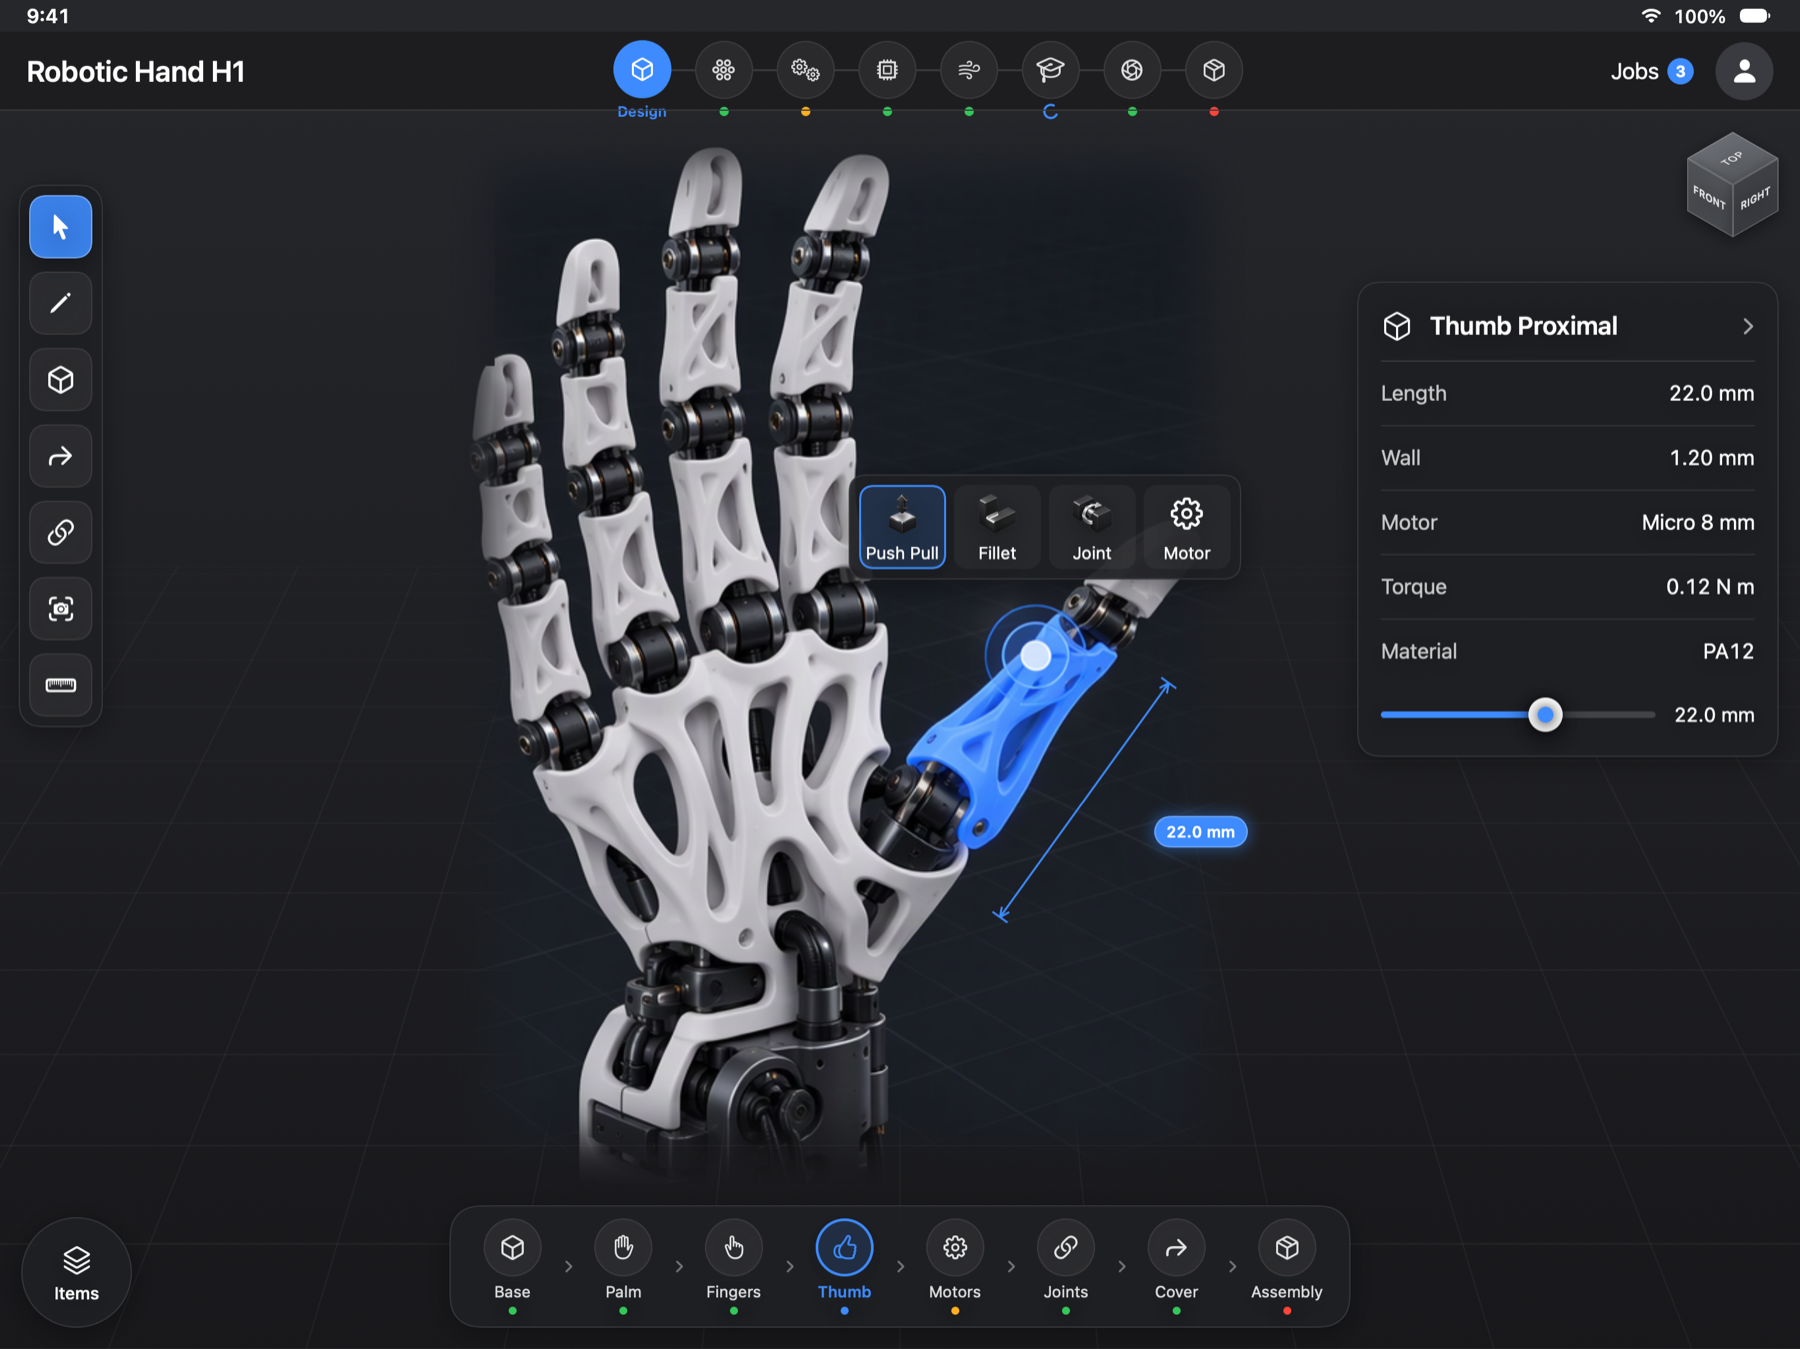 9:41
100%
Robotic Hand H1
Design
Jobs 3
TOP
FRONT
RIGHT
Thumb Proximal
Length 22.0 mm
Wall 1.20 mm
Motor Micro 8 mm
Torque 0.12 N m
Material PA12
22.0 mm
Push Pull
Fillet
Joint
Motor
22.0 mm
Items
Base
Palm
Fingers
Thumb
Motors
Joints
Cover
Assembly